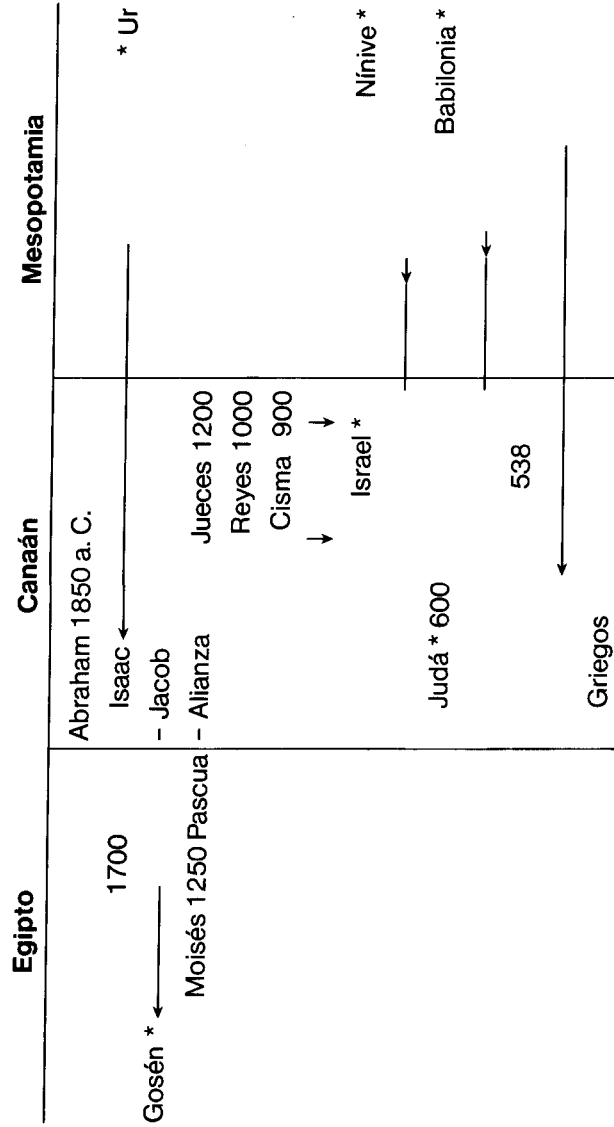 Egipto Canaán Mesopotamia
Abraham 1850 a. C.
1700 Isaac * Ur
Gosén * – Jacob
Moisés 1250 Pascua – Alianza Jueces 1200
Reyes 1000
Cisma 900
Israel * Nínive *
Judá * 600 Babilonia *
538
Griegos